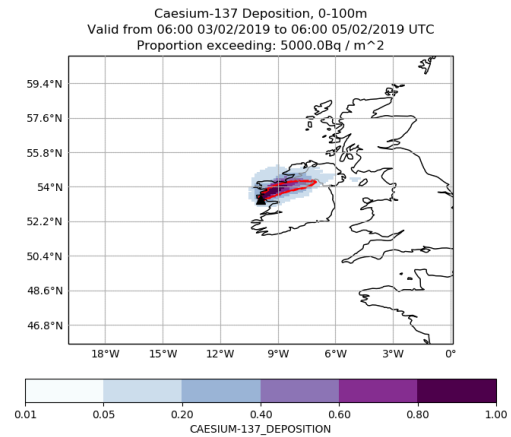 Caesium-137 Deposition, 0-100m
Valid from 06:00 03/02/2019 to 06:00 05/02/2019 UTC
Proportion exceeding: 5000.0Bq / m^2
59.4°N
57.6°N
55.8°N
54°N
52.2°N
50.4°N
48.6°N
46.8°N
18°W 15°W 12°W 9°W 6°W 3°W 0°
0.01 0.05 0.20 0.40 0.60 0.80 1.00
CAESIUM-137_DEPOSITION